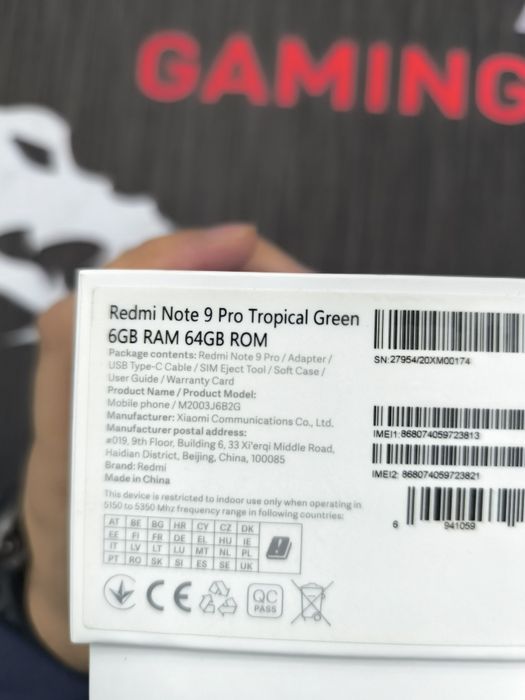 GAMING
Redmi Note 9 Pro Tropical Green
6GB RAM 64GB ROM
Package contents: Redmi Note 9 Pro / Adapter /
USB Type-C Cable / SIM Eject Tool / Soft Case /
User Guide / Warranty Card
Product Name / Product Model:
Mobile phone / M2003J6B2G
Manufacturer: Xiaomi Communications Co., Ltd.
Manufacturer postal address:
#019, 9th Floor, Building 6, 33 Xi'erqi Middle Road,
Haidian District, Beijing, China, 100085
Brand: Redmi
Made in China
This device is restricted to indoor use only when operating in
5150 to 5350 Mhz frequency range in following countries:
AT BE BG HR CY CZ DK
EE FI FR DE EL HU IE
IT LV LT LU MT NL PL
PT RO SK SI ES SE UK
CE
QC
PASS
SN:27954/20XM00174
IMEI1:868074059723813
IMEI2: 868074059723821
6 941059